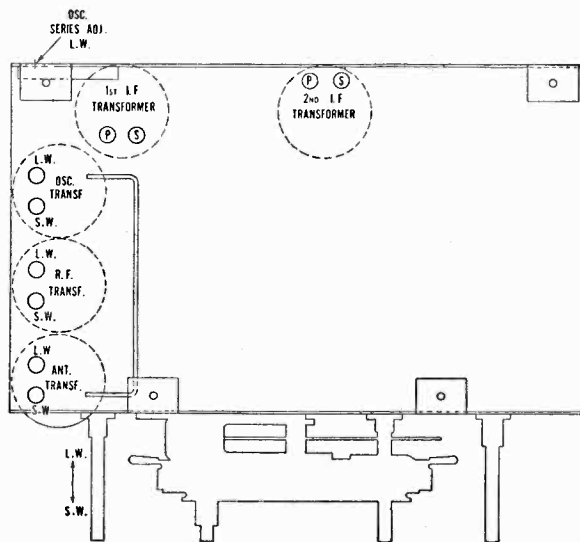 OSC.
SERIES ADJ.
L.W.
1ST I.F
TRANSFORMER
P S
P S
2ND I.F
TRANSFORMER
L.W.
OSC.
TRANSF
S.W.
L.W.
R.F.
TRANSF.
S.W.
L.W
ANT.
TRANSF.
S.W
L.W.
S.W.